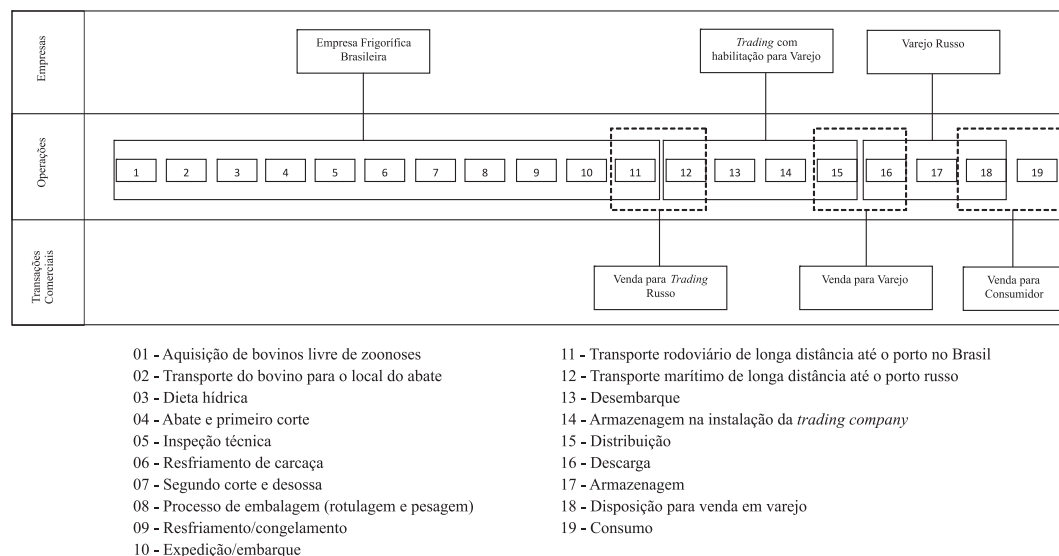 Empresas
Empresa Frigorífica
Brasileira
Trading com
habilitação para Varejo
Varejo Russo
Operações
1 2 3 4 5 6 7 8 9 10 11 12 13 14 15 16 17 18 19
Transações
Comerciais
Venda para Trading
Russo
Venda para Varejo
Venda para
Consumidor
01 - Aquisição de bovinos livre de zoonoses
02 - Transporte do bovino para o local do abate
03 - Dieta hídrica
04 - Abate e primeiro corte
05 - Inspeção técnica
06 - Resfriamento de carcaça
07 - Segundo corte e desossa
08 - Processo de embalagem (rotulagem e pesagem)
09 - Resfriamento/congelamento
10 - Expedição/embarque
11 - Transporte rodoviário de longa distância até o porto no Brasil
12 - Transporte marítimo de longa distância até o porto russo
13 - Desembarque
14 - Armazenagem na instalação da trading company
15 - Distribuição
16 - Descarga
17 - Armazenagem
18 - Disposição para venda em varejo
19 - Consumo